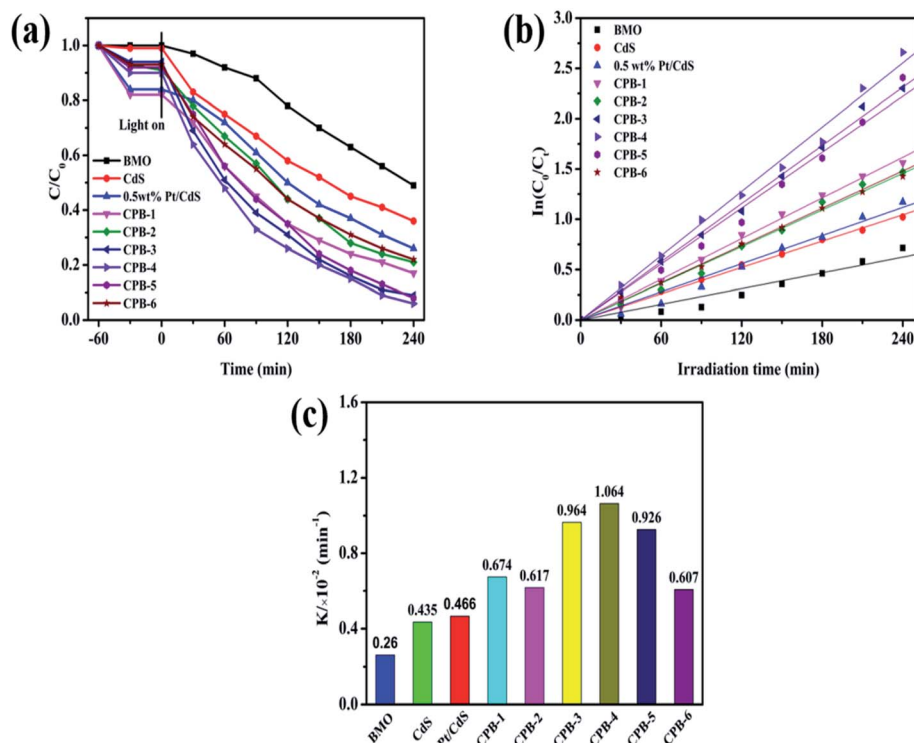 (a)
C/C0
1.0
0.8
0.6
0.4
0.2
0.0
Light on
BMO
CdS
0.5wt% Pt/CdS
CPB-1
CPB-2
CPB-3
CPB-4
CPB-5
CPB-6
-60 0 60 120 180 240
Time (min)
(b)
In(C0/Ct)
3.0
2.5
2.0
1.5
1.0
0.5
0.0
BMO
CdS
0.5 wt% Pt/CdS
CPB-1
CPB-2
CPB-3
CPB-4
CPB-5
CPB-6
0 30 60 90 120 150 180 210 240
Irradiation time (min)
(c)
K/×10-2 (min-1)
1.6
1.2
0.8
0.4
0.0
0.26
0.435
0.466
0.674
0.617
0.964
1.064
0.926
0.607
BMO CdS Pt/CdS CPB-1 CPB-2 CPB-3 CPB-4 CPB-5 CPB-6